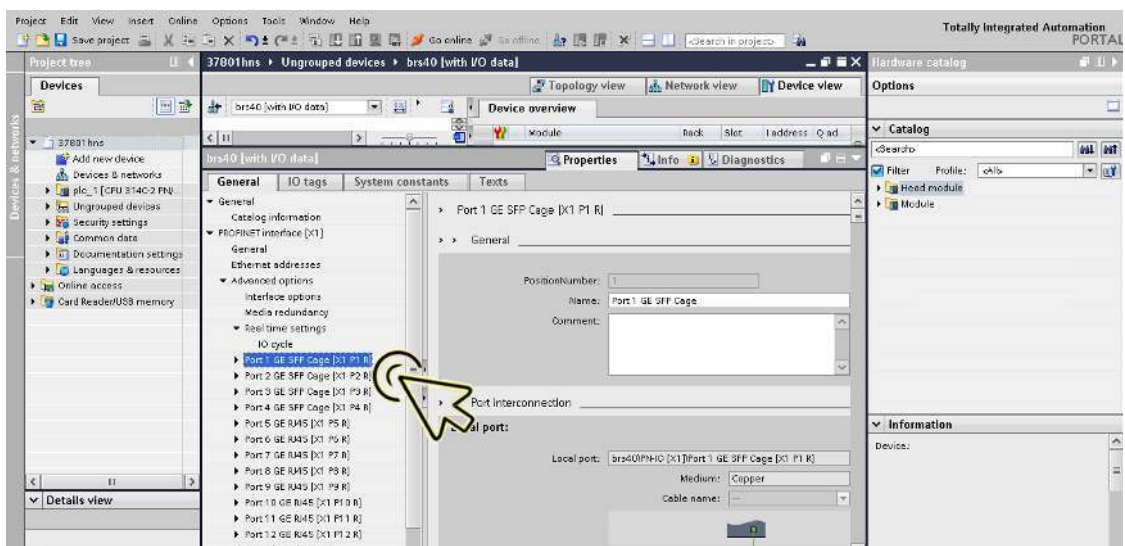 Project Edit View Insert Online Options Tools Window Help
Totally Integrated Automation
PORTAL
Save project
Go online
Go offline
<Search in project>
Project tree
37801hns ▸ Ungrouped devices ▸ brs40 [with I/O data]
Hardware catalog
Devices
Topology view
Network view
Device view
Options
brs40 [with I/O data]
Device overview
Module
Rack
Slot
I address
Q ad
Devices & networks
37801hns
Add new device
Devices & networks
plc_1 [CPU 314C-2 PN/
Ungrouped devices
Security settings
Common data
Documentation settings
Languages & resources
Online access
Card Reader/USB memory
Details view
brs40 [with I/O data]
Properties
Info
Diagnostics
General
IO tags
System constants
Texts
General
Catalog information
PROFINET interface [X1]
General
Ethernet addresses
Advanced options
Interface options
Media redundancy
Real time settings
IO cycle
Port 1 GE SFP Cage [X1 P1 R]
Port 2 GE SFP Cage [X1 P2 R]
Port 3 GE SFP Cage [X1 P3 R]
Port 4 GE SFP Cage [X1 P4 R]
Port 5 GE RJ45 [X1 P5 R]
Port 6 GE RJ45 [X1 P6 R]
Port 7 GE RJ45 [X1 P7 R]
Port 8 GE RJ45 [X1 P8 R]
Port 9 GE RJ45 [X1 P9 R]
Port 10 GE RJ45 [X1 P10 R]
Port 11 GE RJ45 [X1 P11 R]
Port 12 GE RJ45 [X1 P12 R]
Port 1 GE SFP Cage [X1 P1 R]
General
PositionNumber: 1
Name: Port 1 GE SFP Cage
Comment:
Port interconnection
al port:
Local port: brs40\PN-IO [X1]\Port 1 GE SFP Cage [X1 P1 R]
Medium: Copper
Cable name: ---
Catalog
<Search>
Filter
Profile: <All>
Head module
Module
Information
Device: